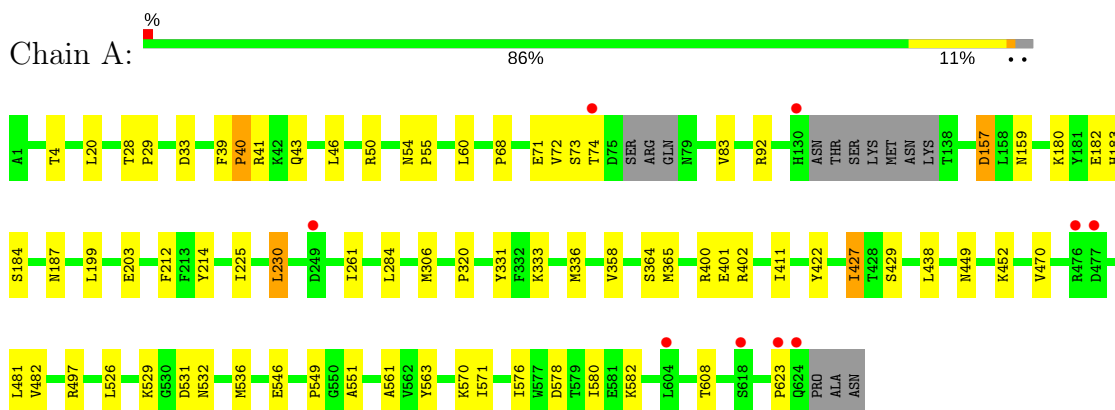 %
Chain A:
86% 11% • •
A1 T4 L20 T28 P29 D33 F39 P40 R41 K42 Q43 L46 R50 N54 P55 L60 P68 E71 V72 S73 T74 D75 SER ARG GLN N79 V83 R92 H130 ASN THR SER LYS MET ASN LYS T138 D157 L158 N159 K180 Y181 E182 H183
S184 N187 L199 E203 F212 F213 Y214 I225 L230 D249 I261 L284 M306 P320 Y331 F332 K333 M336 V358 S364 M365 R400 E401 R402 I411 Y422 I427 T428 S429 L438 N449 K452 V470 R476 D477
L481 V482 R497 L526 K529 G530 D531 N532 M536 E546 P549 G550 A551 A561 V562 Y563 K570 I571 I576 W577 D578 T579 I580 E581 K582 L604 T608 S618 P623 Q624 PRO ALA ASN